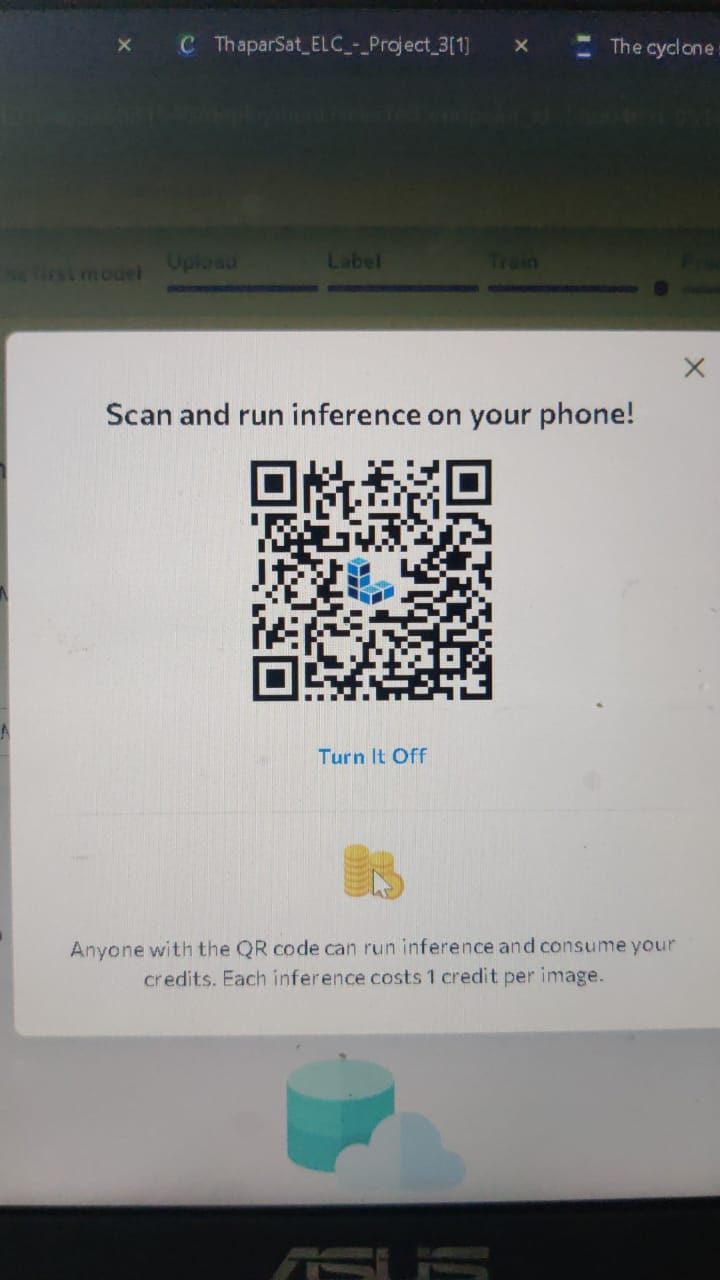 ThaparSat_ELC_-_Project_3[1]
The cyclone
first model
Upload
Label
Train
Scan and run inference on your phone!
Turn It Off
Anyone with the QR code can run inference and consume your
credits. Each inference costs 1 credit per image.
ASUS